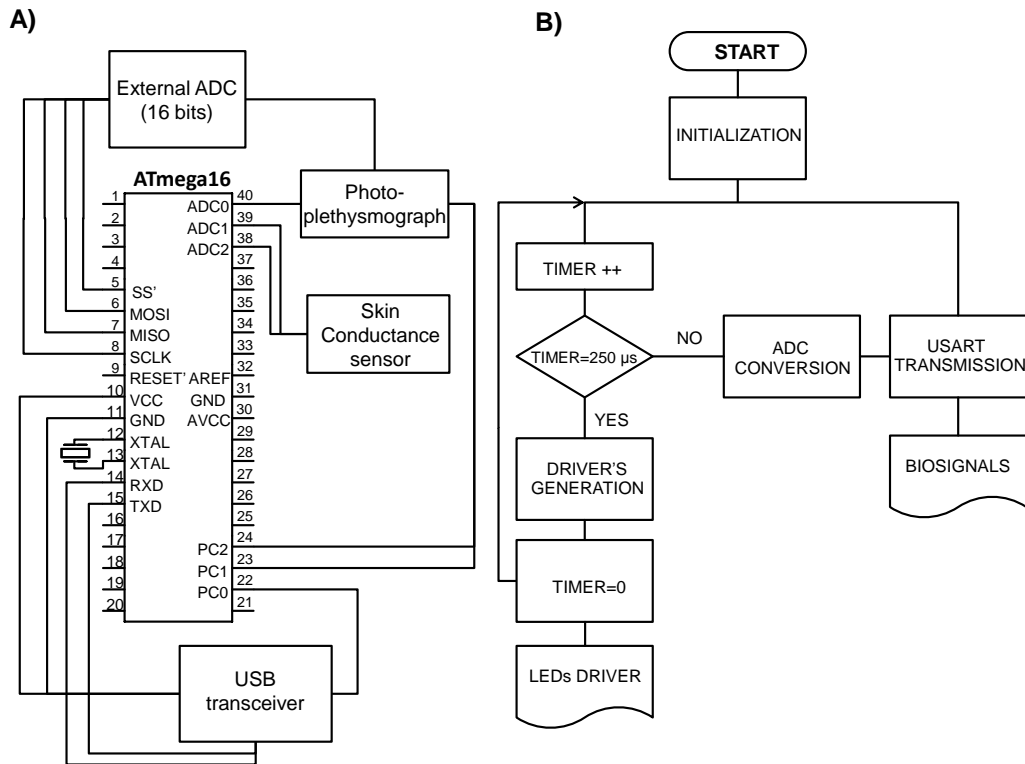 A)
External ADC
(16 bits)
ATmega16
Photo-
plethysmograph
Skin
Conductance
sensor
1
2
3
4
5
6
7
8
9
10
11
12
13
14
15
16
17
18
19
20
SS'
MOSI
MISO
SCLK
RESET'
VCC
GND
XTAL
XTAL
RXD
TXD
ADC0
ADC1
ADC2
AREF
GND
AVCC
PC2
PC1
PC0
40
39
38
37
36
35
34
33
32
31
30
29
28
27
26
25
24
23
22
21
USB
transceiver
B)
START
INITIALIZATION
TIMER ++
TIMER=250 µs
NO
ADC
CONVERSION
USART
TRANSMISSION
YES
BIOSIGNALS
DRIVER'S
GENERATION
TIMER=0
LEDs DRIVER